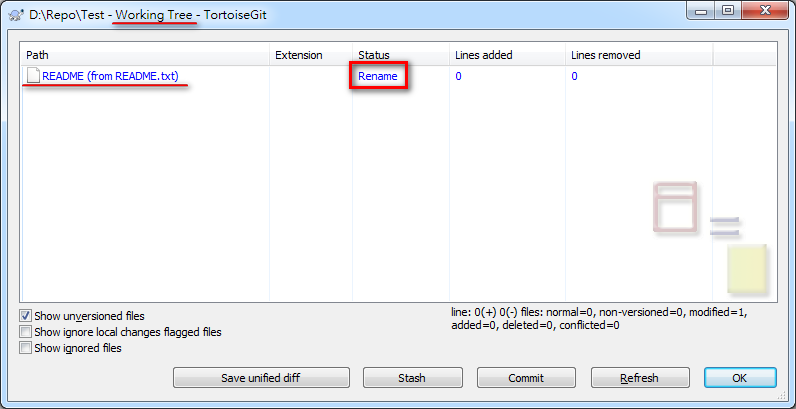 D:\Repo\Test - Working Tree - TortoiseGit
Path Extension Status Lines added Lines removed
README (from README.txt) Rename 0 0
Show unversioned files
Show ignore local changes flagged files
Show ignored files
line: 0(+) 0(-) files: normal=0, non-versioned=0, modified=1,
added=0, deleted=0, conflicted=0
Save unified diff Stash Commit Refresh OK